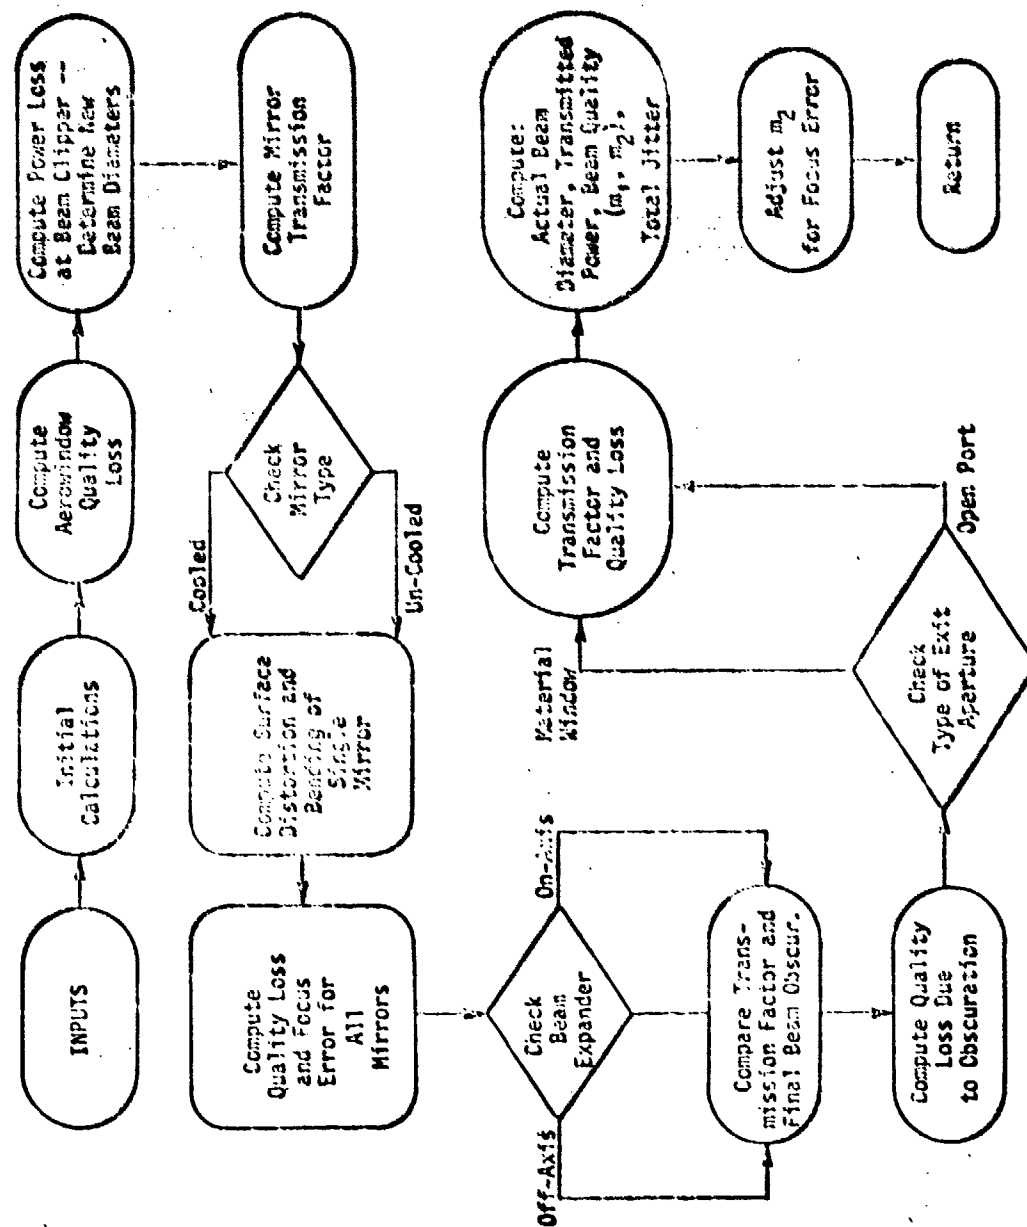 INPUTS
Initial
Calculations
Compute
Aerowindow
Quality
Loss
Compute Power Loss
at Beam Clipper --
Determine New
Beam Diameters
Compute Mirror
Transmission
Factor
Check
Mirror
Type
Cooled
Un-Cooled
Compute Surface
Distortion and
Bending of
Single
Mirror
Compute
Quality Loss
and Focus
Error for
All
Mirrors
Check
Beam
Expander
Off-Axis
On-Axis
Compare Trans-
mission Factor and
Final Beam Obscur.
Compute Quality
Loss Due
to Obscuration
Check
Type of Exit
Aperture
Material
Window
Open Port
Compute
Transmission
Factor and
Quality Loss
Compute:
Actual Beam
Diameter, Transmitted
Power, Beam Quality
(m₁, m₂),
Total Jitter
Adjust m₂
for Focus Error
Return